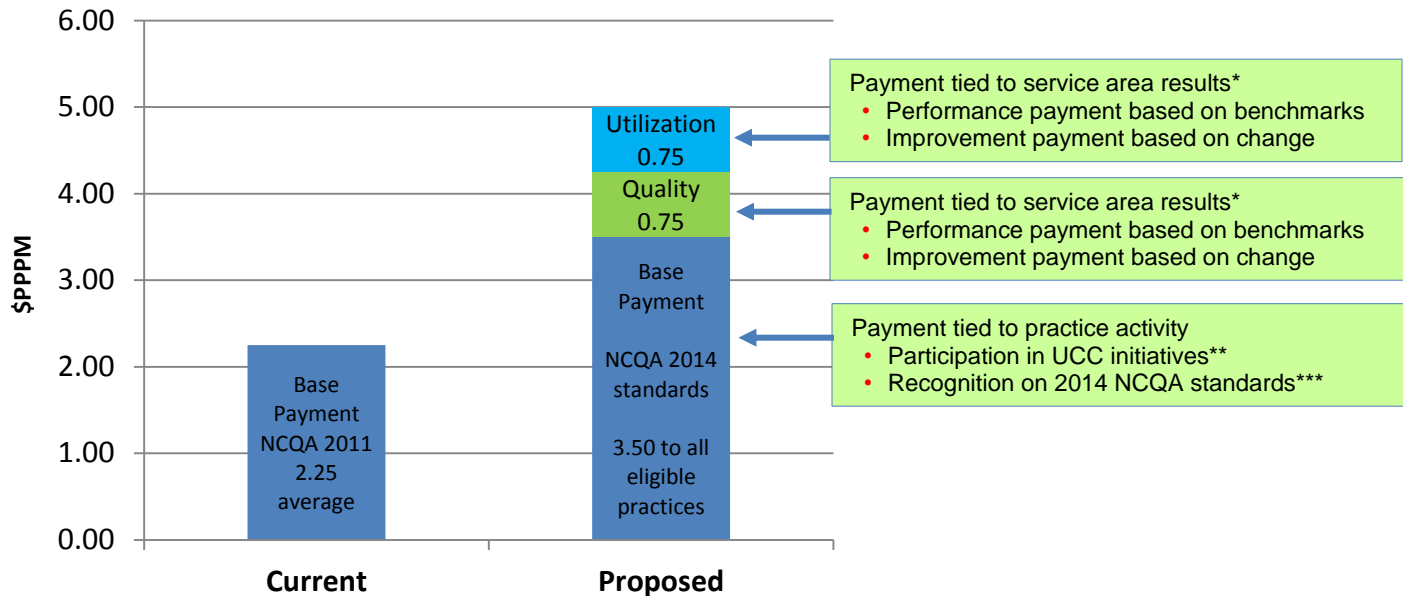 6.00
5.00
4.00
3.00
2.00
1.00
0.00
$PPPM
Base
Payment
NCQA 2011
2.25
average
Current
Utilization
0.75
Quality
0.75
Base
Payment
NCQA 2014
standards
3.50 to all
eligible
practices
Proposed
Payment tied to service area results*
• Performance payment based on benchmarks
• Improvement payment based on change
Payment tied to service area results*
• Performance payment based on benchmarks
• Improvement payment based on change
Payment tied to practice activity
• Participation in UCC initiatives**
• Recognition on 2014 NCQA standards***